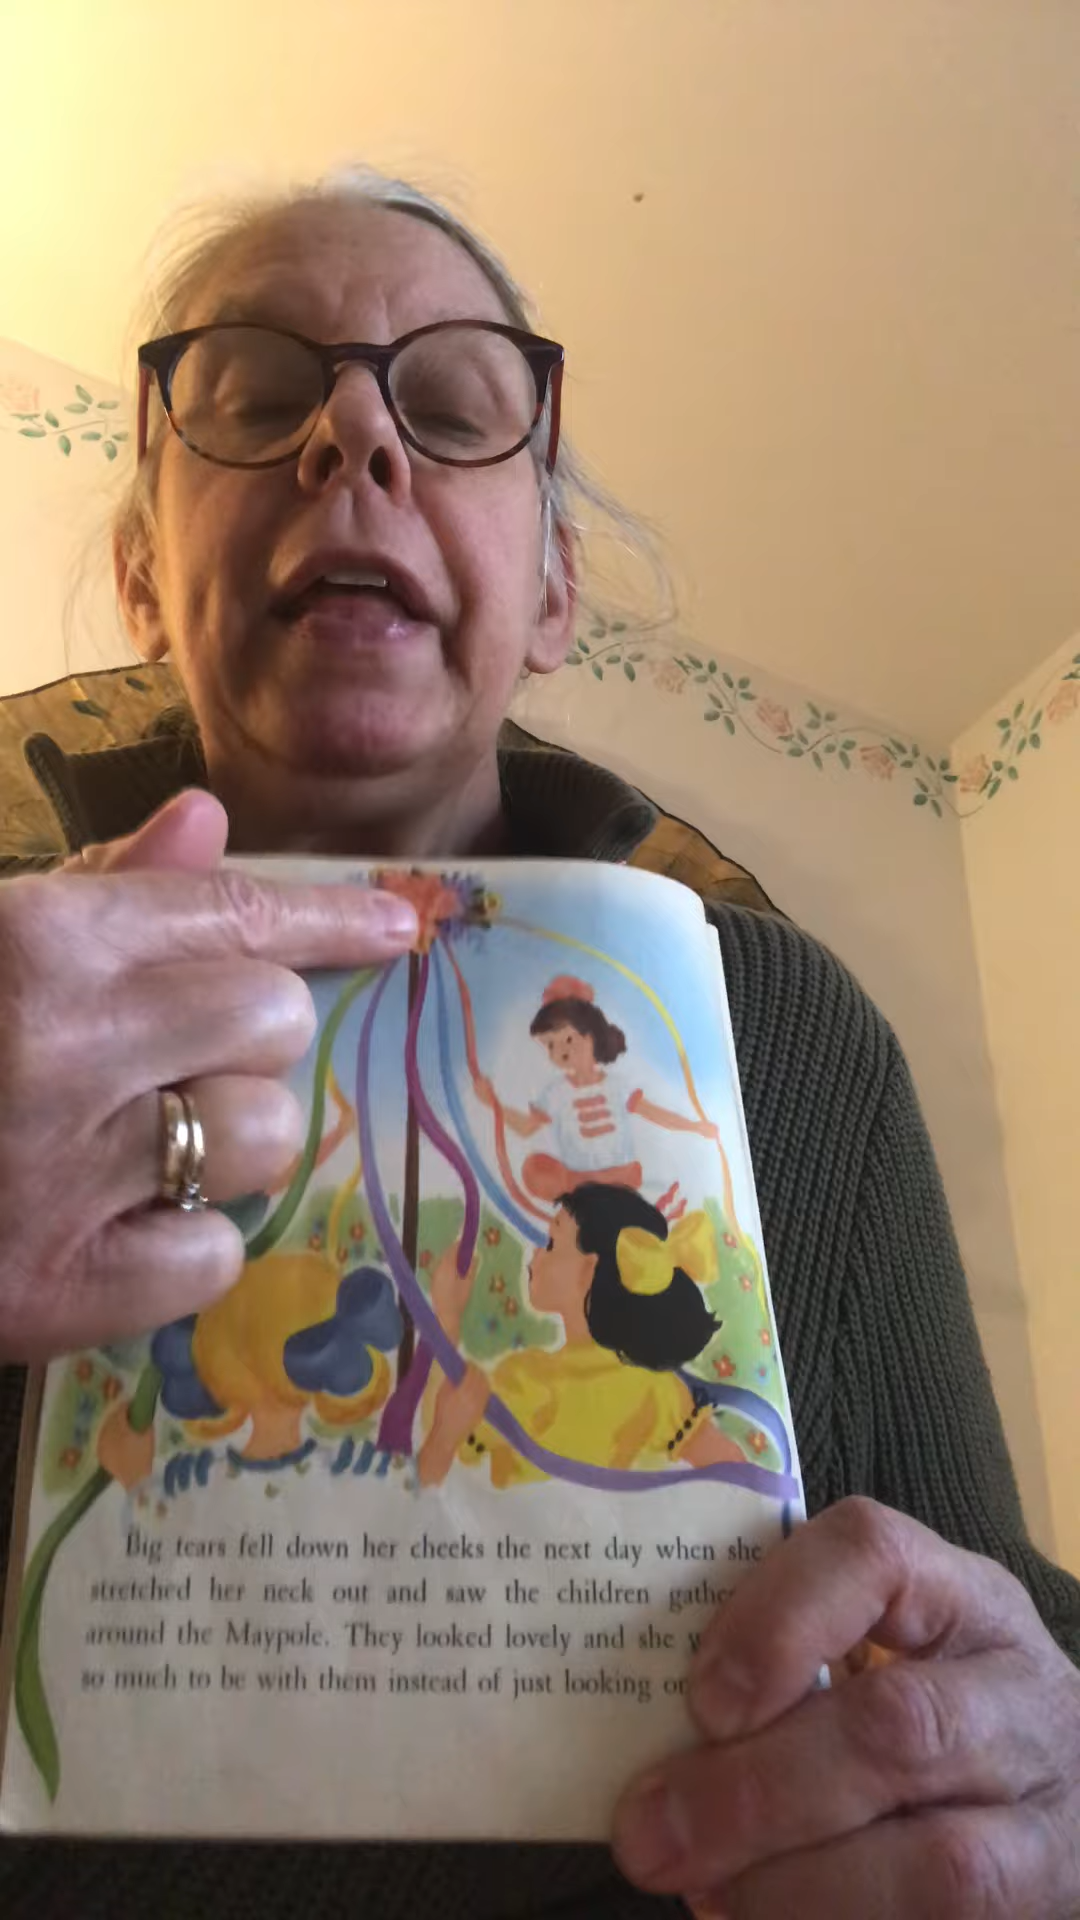 Big tears fell down her cheeks the next day when she
stretched her neck out and saw the children
around the Maypole. They looked lovely and she
so much to be with them instead of just looking